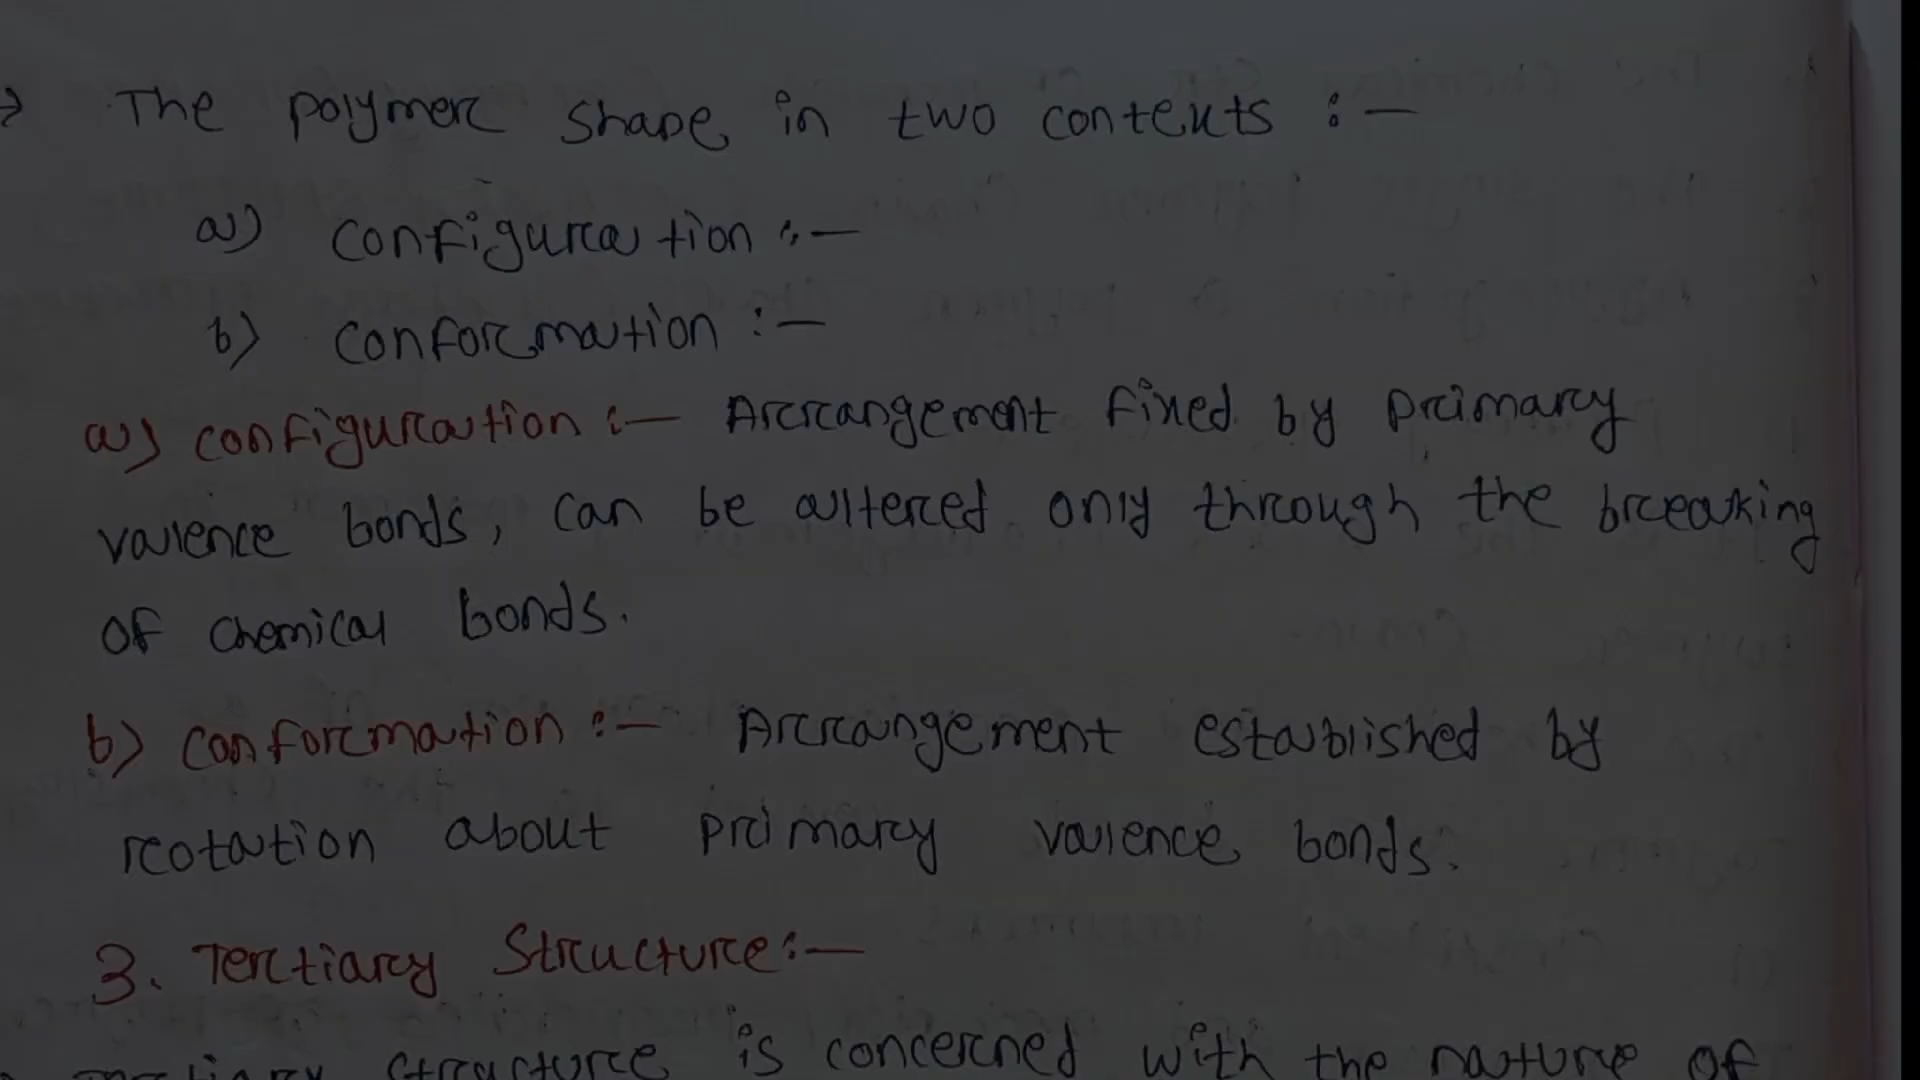 → The polymer shape in two contexts :-
a) configuration :-
b) conformation :-
a) configuration :- Arrangement fixed by primary
valence bonds, can be altered only through the breaking
of chemical bonds.
b) conformation :- Arrangement established by
rotation about primary valence bonds.
3. Tertiary Structure :-
tertiary structure is concerned with the nature of